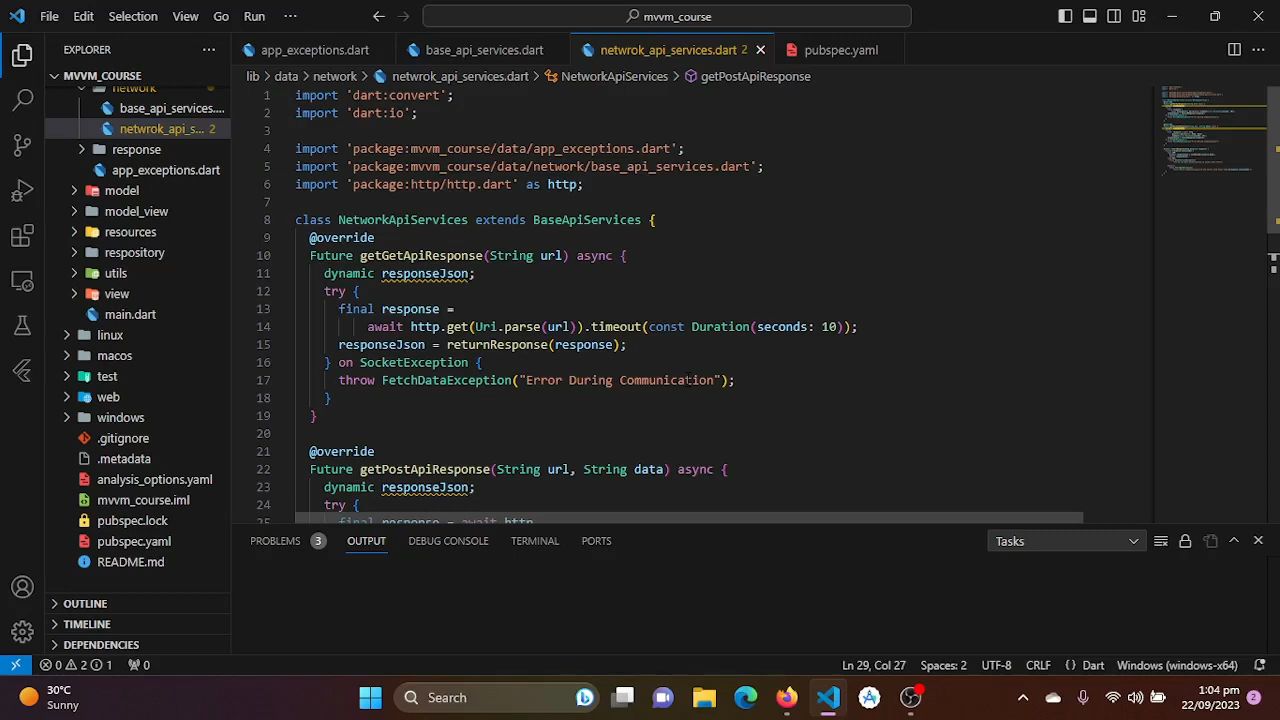 File Edit Selection View Go Run ··· mvvm_course
EXPLORER ···
app_exceptions.dart base_api_services.dart netwrok_api_services.dart 2 pubspec.yaml
MVVM_COURSE
network
base_api_services....
netwrok_api_s... 2
response
app_exceptions.dart
model
model_view
resources
respository
utils
view
main.dart
linux
macos
test
web
windows
.gitignore
.metadata
analysis_options.yaml
mvvm_course.iml
pubspec.lock
pubspec.yaml
README.md
OUTLINE
TIMELINE
DEPENDENCIES
lib > data > network > netwrok_api_services.dart > NetworkApiServices > getPostApiResponse
1 import 'dart:convert';
2 import 'dart:io';
3
4 import 'package:mvvm_course/data/app_exceptions.dart';
5 import 'package:mvvm_course/data/network/base_api_services.dart';
6 import 'package:http/http.dart' as http;
7
8 class NetworkApiServices extends BaseApiServices {
9 @override
10 Future getGetApiResponse(String url) async {
11 dynamic responseJson;
12 try {
13 final response =
14 await http.get(Uri.parse(url)).timeout(const Duration(seconds: 10));
15 responseJson = returnResponse(response);
16 } on SocketException {
17 throw FetchDataException("Error During Communication");
18 }
19 }
20
21 @override
22 Future getPostApiResponse(String url, String data) async {
23 dynamic responseJson;
24 try {
25 final response = await http
PROBLEMS 3 OUTPUT DEBUG CONSOLE TERMINAL PORTS Tasks
0 2 1 0 Ln 29, Col 27 Spaces: 2 UTF-8 CRLF {} Dart Windows (windows-x64)
30°C
Sunny
Search
1:04 pm
22/09/2023
2